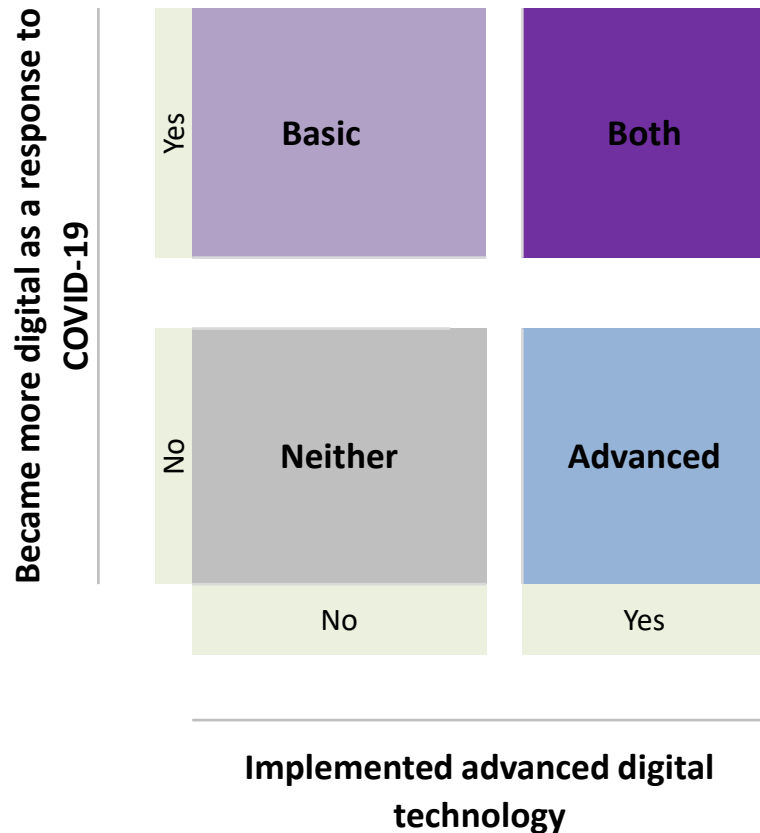 Became more digital as a response to
COVID-19
Yes
Basic
Both
No
Neither
Advanced
No
Yes
Implemented advanced digital
technology